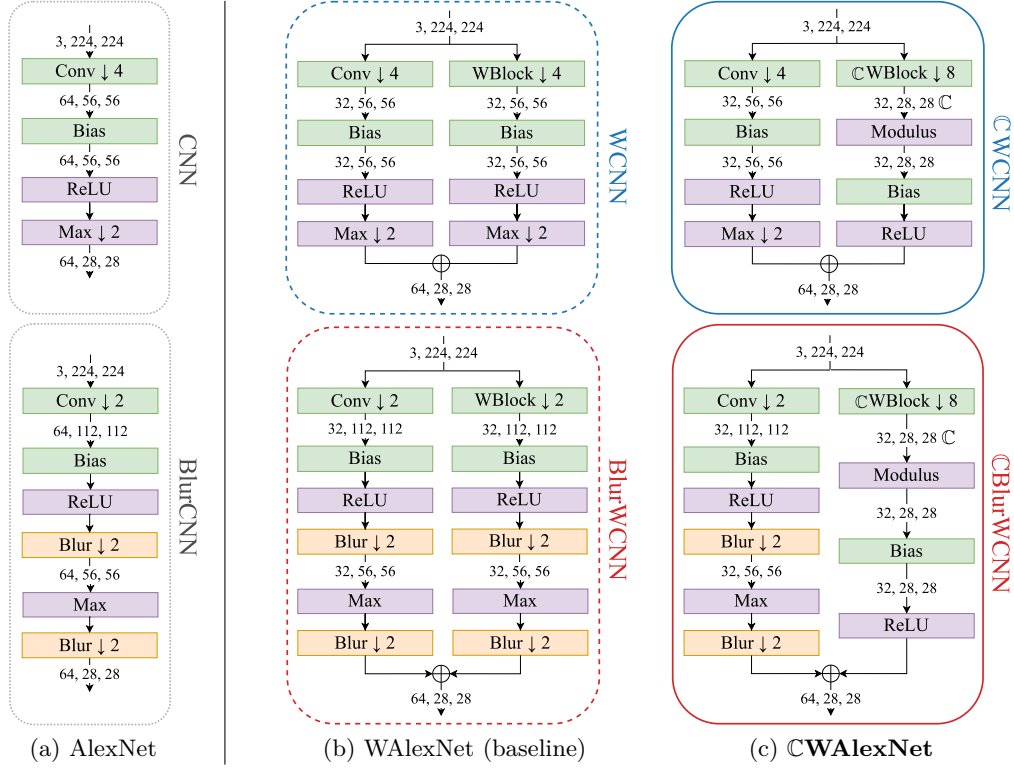 3, 224, 224
Conv ↓ 4
64, 56, 56
Bias
64, 56, 56
ReLU
Max ↓ 2
64, 28, 28
CNN
3, 224, 224
Conv ↓ 2
64, 112, 112
Bias
ReLU
Blur ↓ 2
64, 56, 56
Max
Blur ↓ 2
64, 28, 28
BlurCNN
(a) AlexNet
3, 224, 224
Conv ↓ 4 WBlock ↓ 4
32, 56, 56 32, 56, 56
Bias Bias
32, 56, 56 32, 56, 56
ReLU ReLU
Max ↓ 2 Max ↓ 2
64, 28, 28
WCNN
3, 224, 224
Conv ↓ 2 WBlock ↓ 2
32, 112, 112 32, 112, 112
Bias Bias
ReLU ReLU
Blur ↓ 2 Blur ↓ 2
32, 56, 56 32, 56, 56
Max Max
Blur ↓ 2 Blur ↓ 2
64, 28, 28
BlurWCNN
(b) WAlexNet (baseline)
3, 224, 224
Conv ↓ 4 ℂWBlock ↓ 8
32, 56, 56 32, 28, 28 ℂ
Bias Modulus
32, 56, 56 32, 28, 28
ReLU Bias
Max ↓ 2 ReLU
64, 28, 28
ℂWCNN
3, 224, 224
Conv ↓ 2 ℂWBlock ↓ 8
32, 112, 112 32, 28, 28 ℂ
Bias Modulus
ReLU 32, 28, 28
Blur ↓ 2 Bias
32, 56, 56 32, 28, 28
Max ReLU
Blur ↓ 2
64, 28, 28
ℂBlurWCNN
(c) ℂWAlexNet